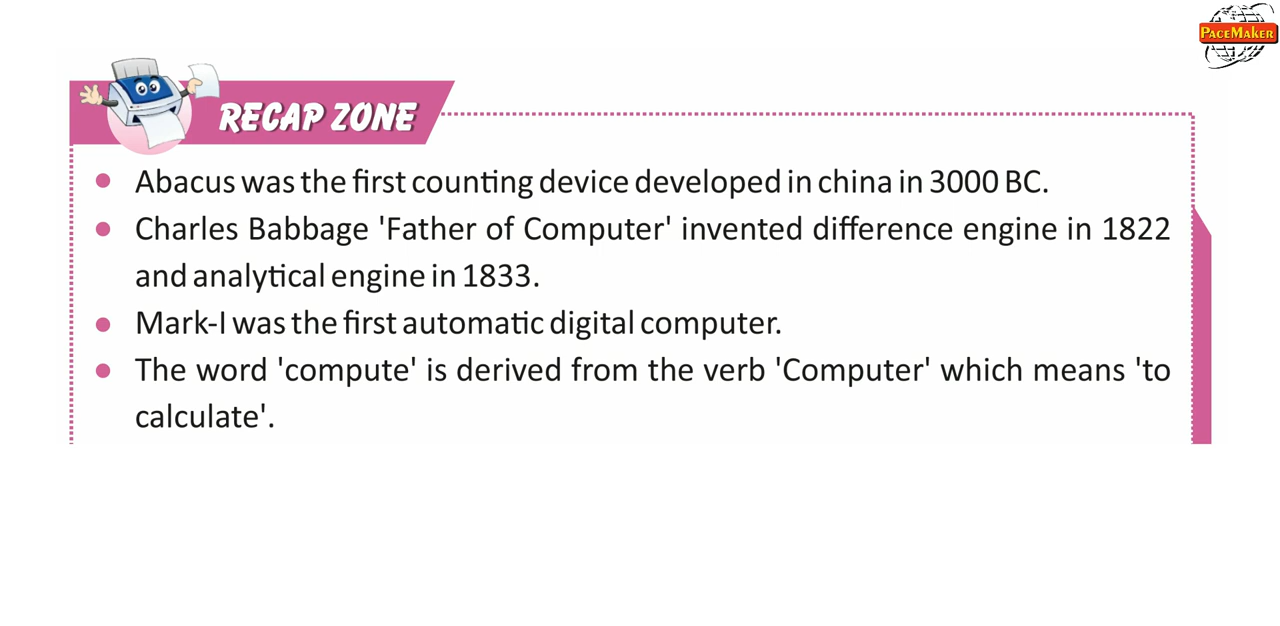 PACEMAKER
RECAP ZONE
• Abacus was the first counting device developed in china in 3000 BC.
• Charles Babbage 'Father of Computer' invented difference engine in 1822
and analytical engine in 1833.
• Mark-I was the first automatic digital computer.
• The word 'compute' is derived from the verb 'Computer' which means 'to
calculate'.